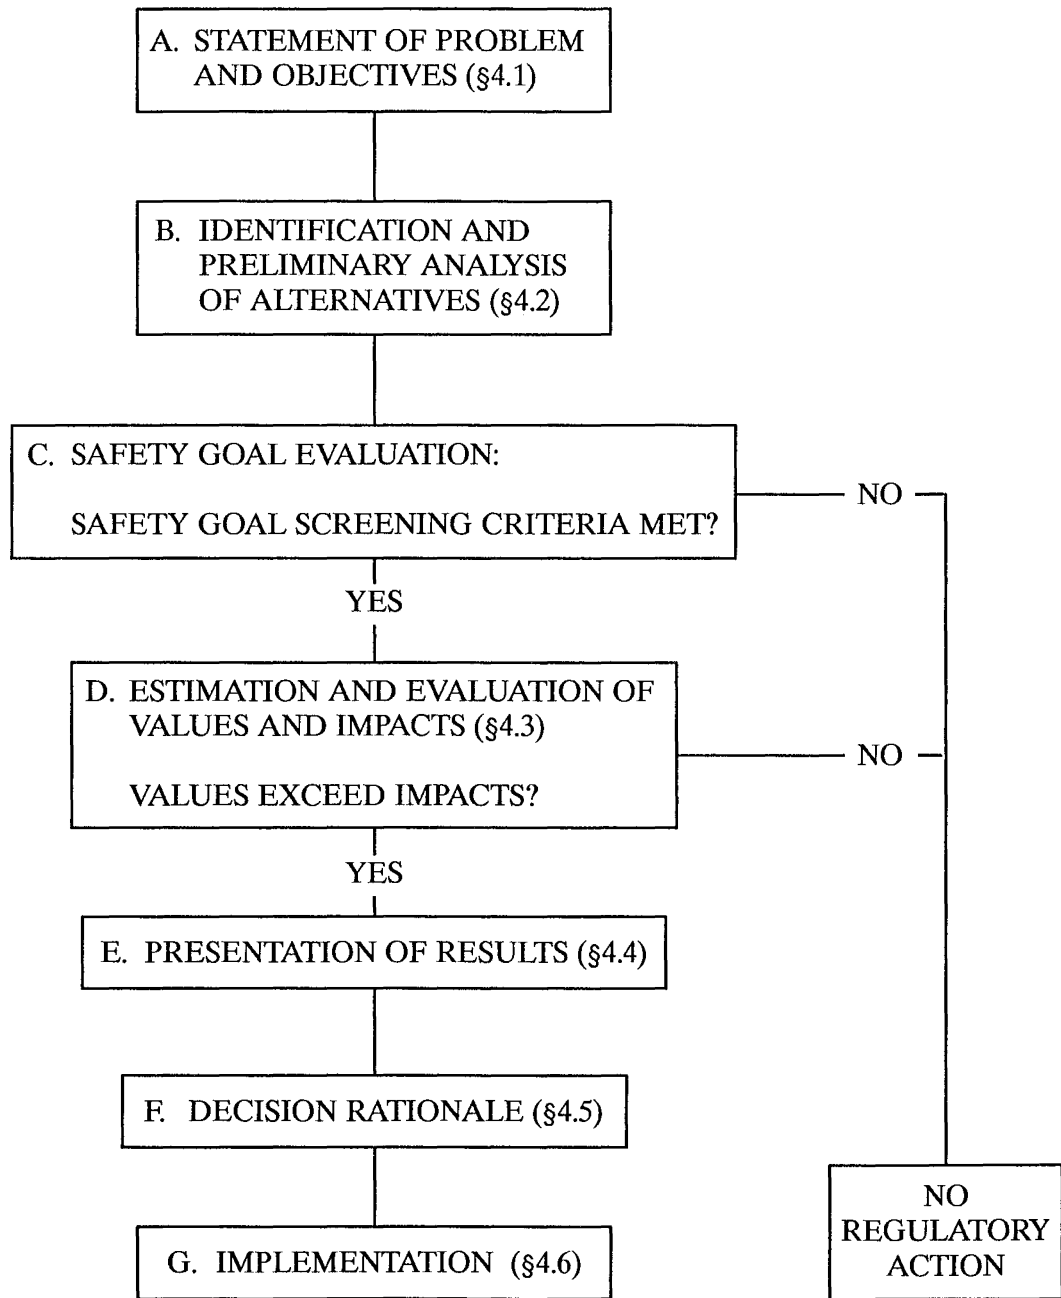 A. STATEMENT OF PROBLEM
AND OBJECTIVES (§4.1)
B. IDENTIFICATION AND
PRELIMINARY ANALYSIS
OF ALTERNATIVES (§4.2)
C. SAFETY GOAL EVALUATION:
SAFETY GOAL SCREENING CRITERIA MET?
NO
YES
D. ESTIMATION AND EVALUATION OF
VALUES AND IMPACTS (§4.3)
VALUES EXCEED IMPACTS?
NO
YES
E. PRESENTATION OF RESULTS (§4.4)
F. DECISION RATIONALE (§4.5)
G. IMPLEMENTATION (§4.6)
NO
REGULATORY
ACTION